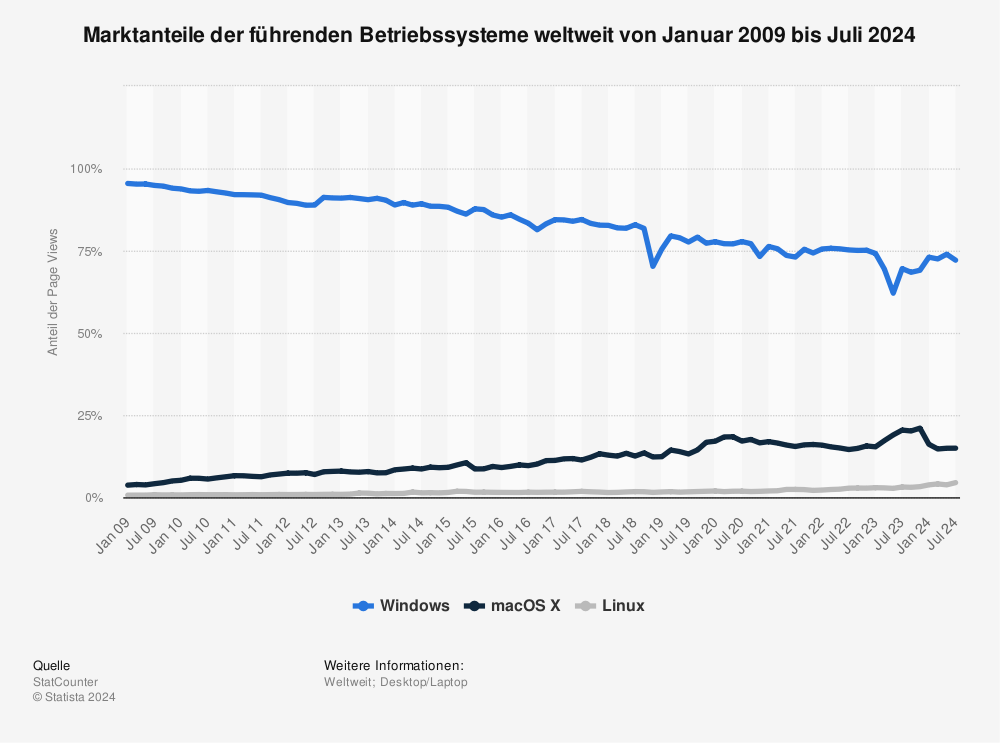 Marktanteile der führenden Betriebssysteme weltweit von Januar 2009 bis Juli 2024
Anteil der Page Views
100%
75%
50%
25%
0%
Jan 09
Jul 09
Jan 10
Jul 10
Jan 11
Jul 11
Jan 12
Jul 12
Jan 13
Jul 13
Jan 14
Jul 14
Jan 15
Jul 15
Jan 16
Jul 16
Jan 17
Jul 17
Jan 18
Jul 18
Jan 19
Jul 19
Jan 20
Jul 20
Jan 21
Jul 21
Jan 22
Jul 22
Jan 23
Jul 23
Jan 24
Jul 24
Windows macOS X Linux
Quelle
StatCounter
© Statista 2024
Weitere Informationen:
Weltweit; Desktop/Laptop